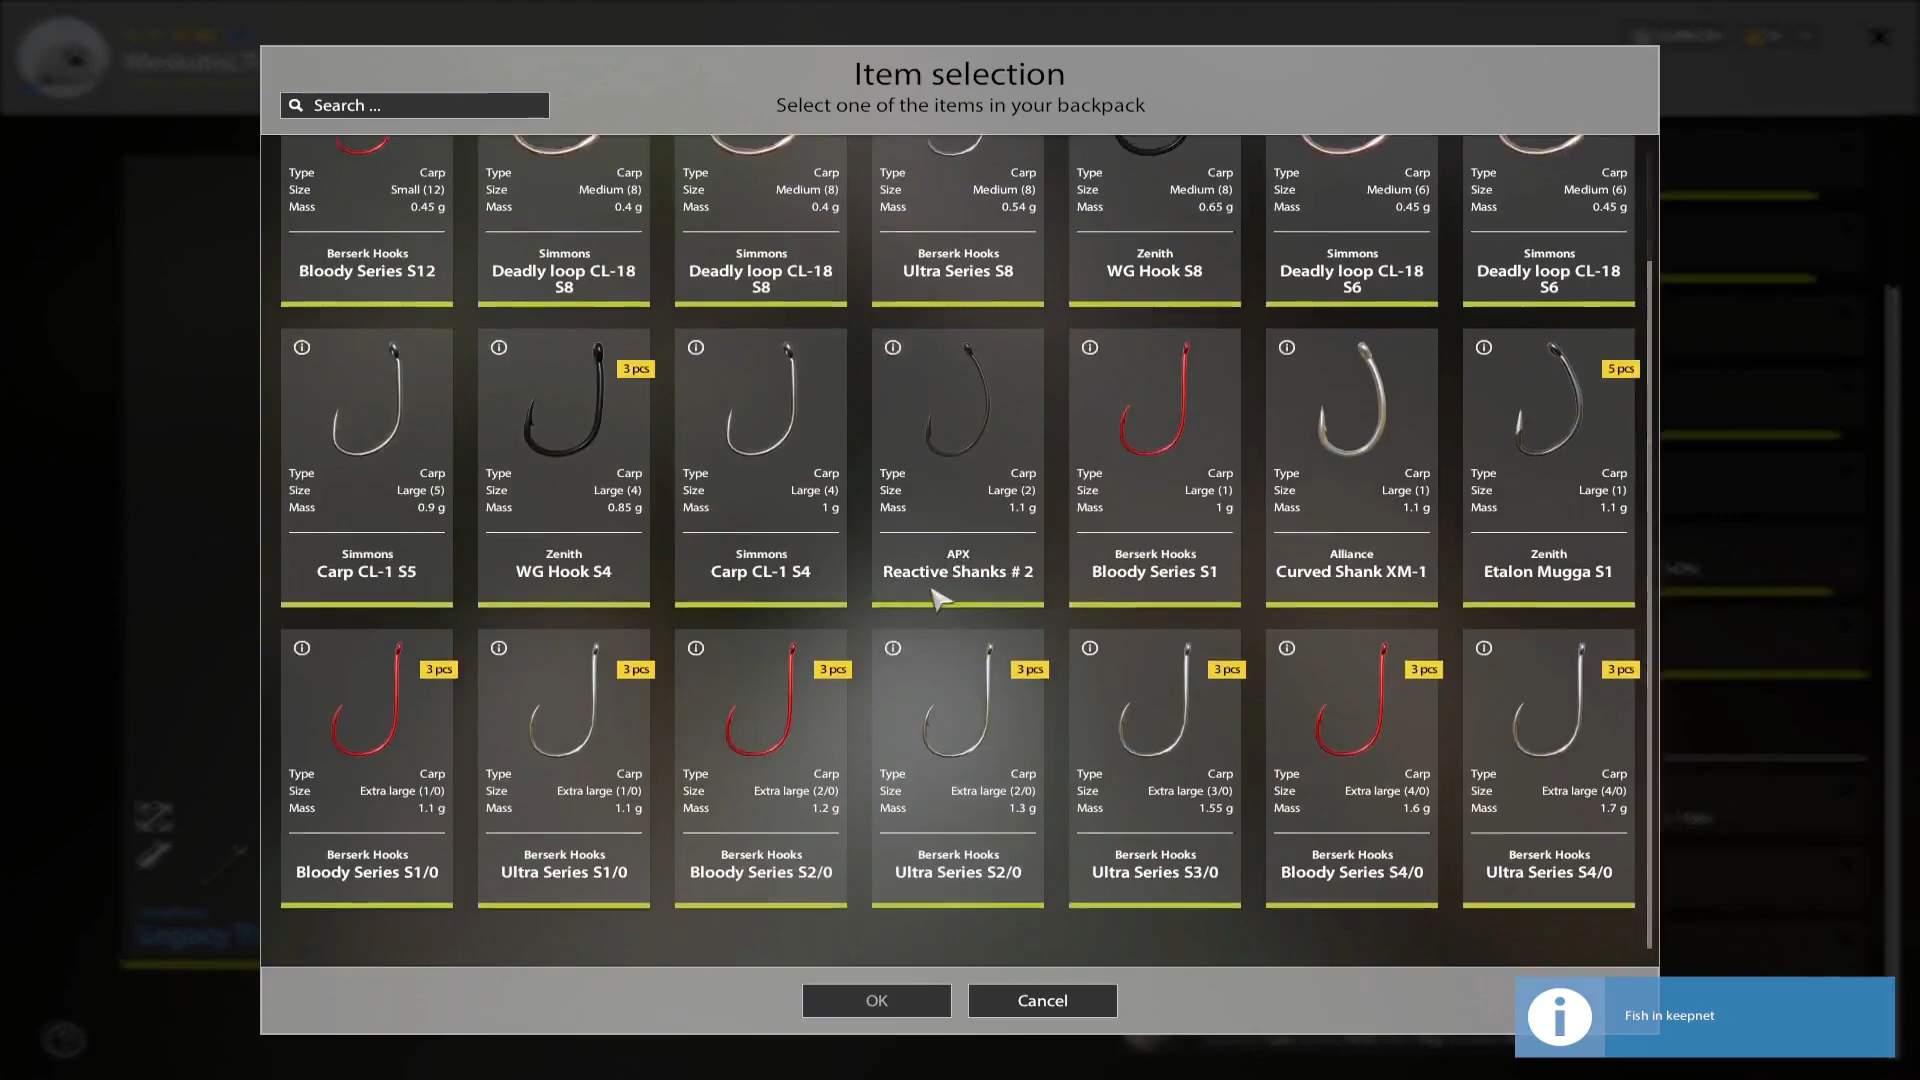 Item selection
Search ...
Select one of the items in your backpack
Type Carp Type Carp Type Carp Type Carp Type Carp Type Carp Type Carp
Size Small (12) Size Medium (8) Size Medium (8) Size Medium (8) Size Medium (8) Size Medium (6) Size Medium (6)
Mass 0.45 g Mass 0.4 g Mass 0.4 g Mass 0.54 g Mass 0.65 g Mass 0.45 g Mass 0.45 g
Berserk Hooks Simmons Simmons Berserk Hooks Zenith Simmons Simmons
Bloody Series S12 Deadly loop CL-18 Deadly loop CL-18 Ultra Series S8 WG Hook S8 Deadly loop CL-18 Deadly loop CL-18
S8 S8 S6 S6
3 pcs 5 pcs
Type Carp Type Carp Type Carp Type Carp Type Carp Type Carp Type Carp
Size Large (5) Size Large (4) Size Large (4) Size Large (2) Size Large (1) Size Large (1) Size Large (1)
Mass 0.9 g Mass 0.85 g Mass 1 g Mass 1.1 g Mass 1 g Mass 1.1 g Mass 1.1 g
Simmons Zenith Simmons APX Berserk Hooks Alliance Zenith
Carp CL-1 S5 WG Hook S4 Carp CL-1 S4 Reactive Shanks # 2 Bloody Series S1 Curved Shank XM-1 Etalon Mugga S1
3 pcs 3 pcs 3 pcs 3 pcs 3 pcs 3 pcs 3 pcs
Type Carp Type Carp Type Carp Type Carp Type Carp Type Carp Type Carp
Size Extra large (1/0) Size Extra large (1/0) Size Extra large (2/0) Size Extra large (2/0) Size Extra large (3/0) Size Extra large (4/0) Size Extra large (4/0)
Mass 1.1 g Mass 1.1 g Mass 1.2 g Mass 1.3 g Mass 1.55 g Mass 1.6 g Mass 1.7 g
Berserk Hooks Berserk Hooks Berserk Hooks Berserk Hooks Berserk Hooks Berserk Hooks Berserk Hooks
Bloody Series S1/0 Ultra Series S1/0 Bloody Series S2/0 Ultra Series S2/0 Ultra Series S3/0 Bloody Series S4/0 Ultra Series S4/0
OK Cancel
Fish in keepnet